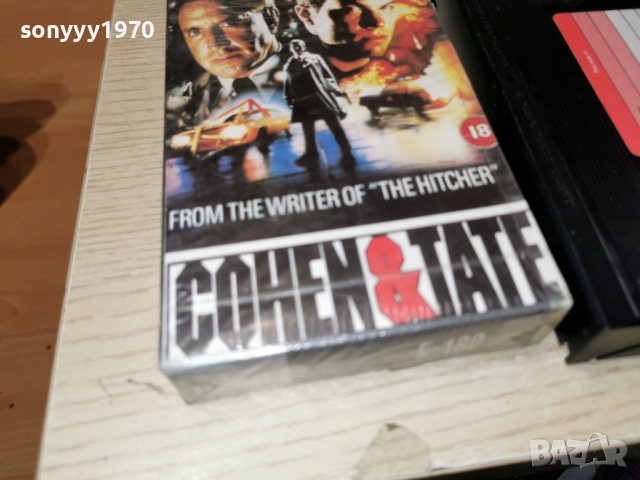 sonyyy1970
18
FROM THE WRITER OF "THE HITCHER"
COHEN & TATE
BAZAR